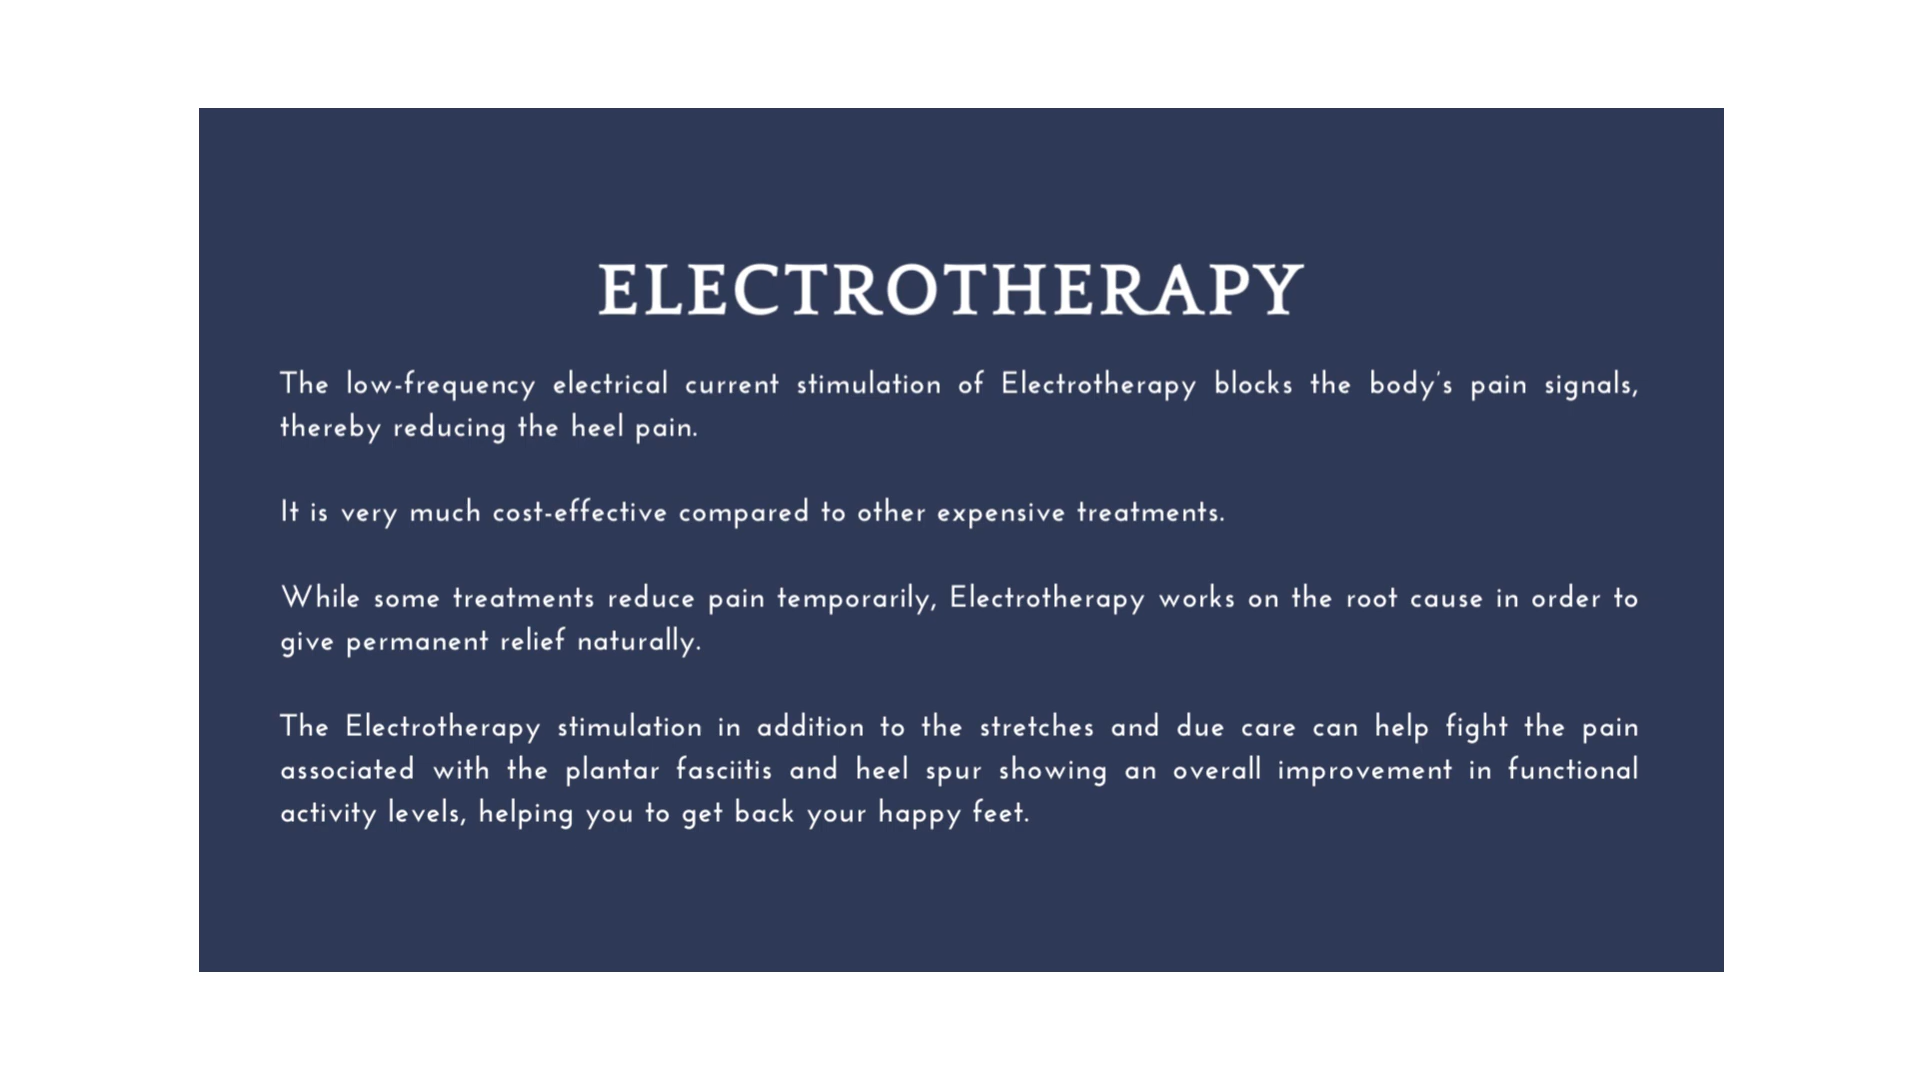 ELECTROTHERAPY
The low-frequency electrical current stimulation of Electrotherapy blocks the body's pain signals,
thereby reducing the heel pain.
It is very much cost-effective compared to other expensive treatments.
While some treatments reduce pain temporarily, Electrotherapy works on the root cause in order to
give permanent relief naturally.
The Electrotherapy stimulation in addition to the stretches and due care can help fight the pain
associated with the plantar fasciitis and heel spur showing an overall improvement in functional
activity levels, helping you to get back your happy feet.